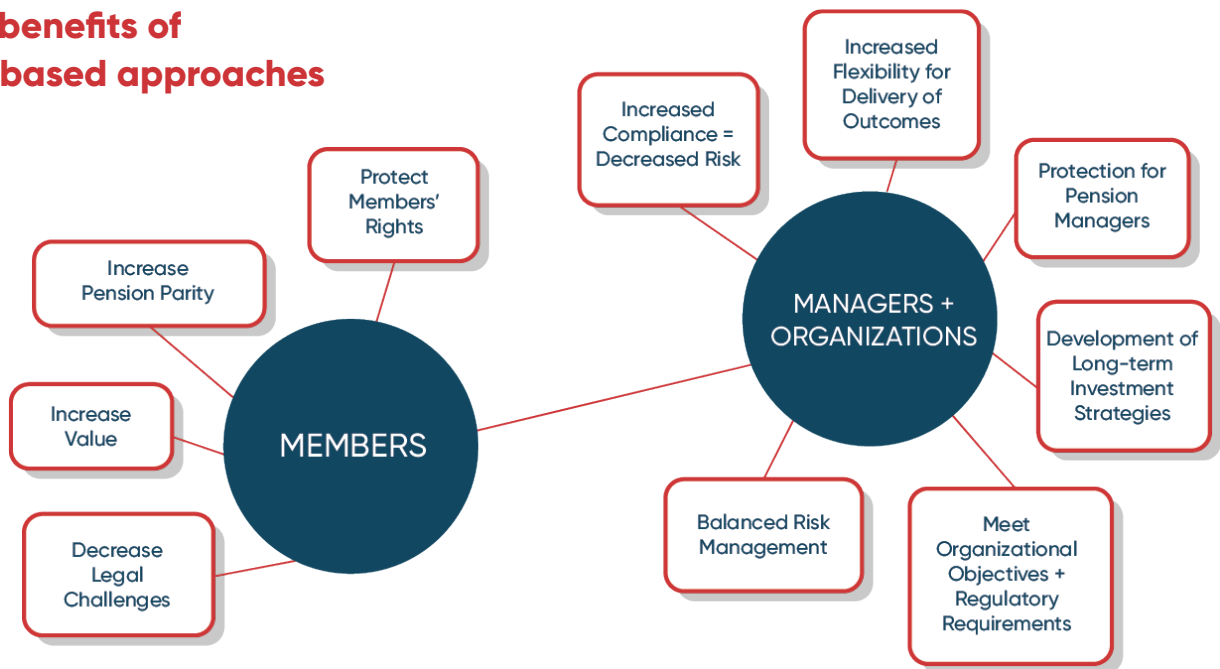 benefits of
based approaches
Protect
Members’
Rights
Increase
Pension Parity
Increase
Value
Decrease
Legal
Challenges
MEMBERS
Increased
Compliance =
Decreased Risk
Increased
Flexibility for
Delivery of
Outcomes
Protection for
Pension
Managers
Development of
Long-term
Investment
Strategies
Meet
Organizational
Objectives +
Regulatory
Requirements
Balanced Risk
Management
MANAGERS +
ORGANIZATIONS